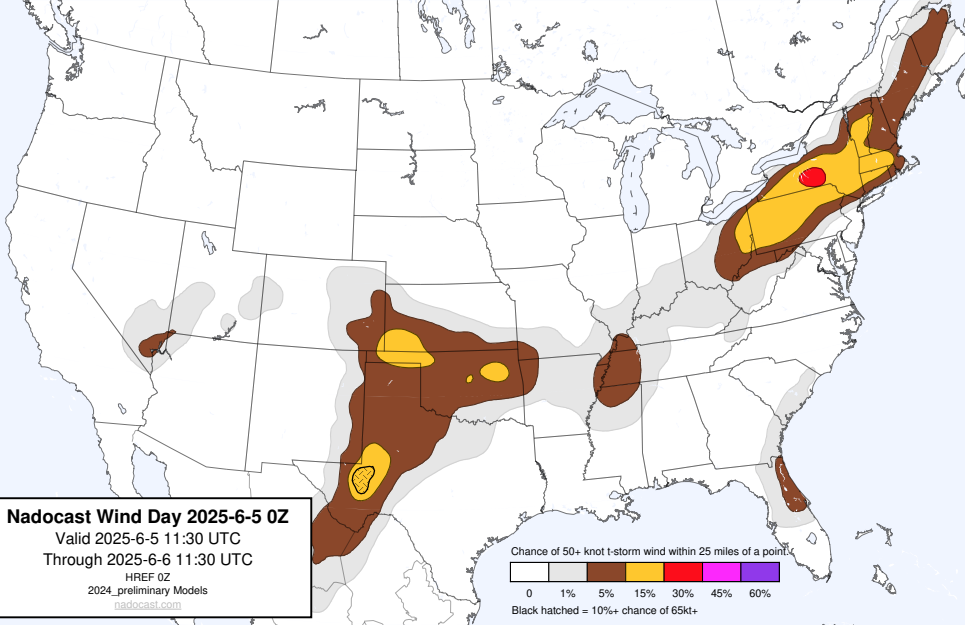 Nadocast Wind Day 2025-6-5 0Z
Valid 2025-6-5 11:30 UTC
Through 2025-6-6 11:30 UTC
HREF 0Z
2024_preliminary Models
nadocast.com
Chance of 50+ knot t-storm wind within 25 miles of a point.
0 1% 5% 15% 30% 45% 60%
Black hatched = 10%+ chance of 65kt+